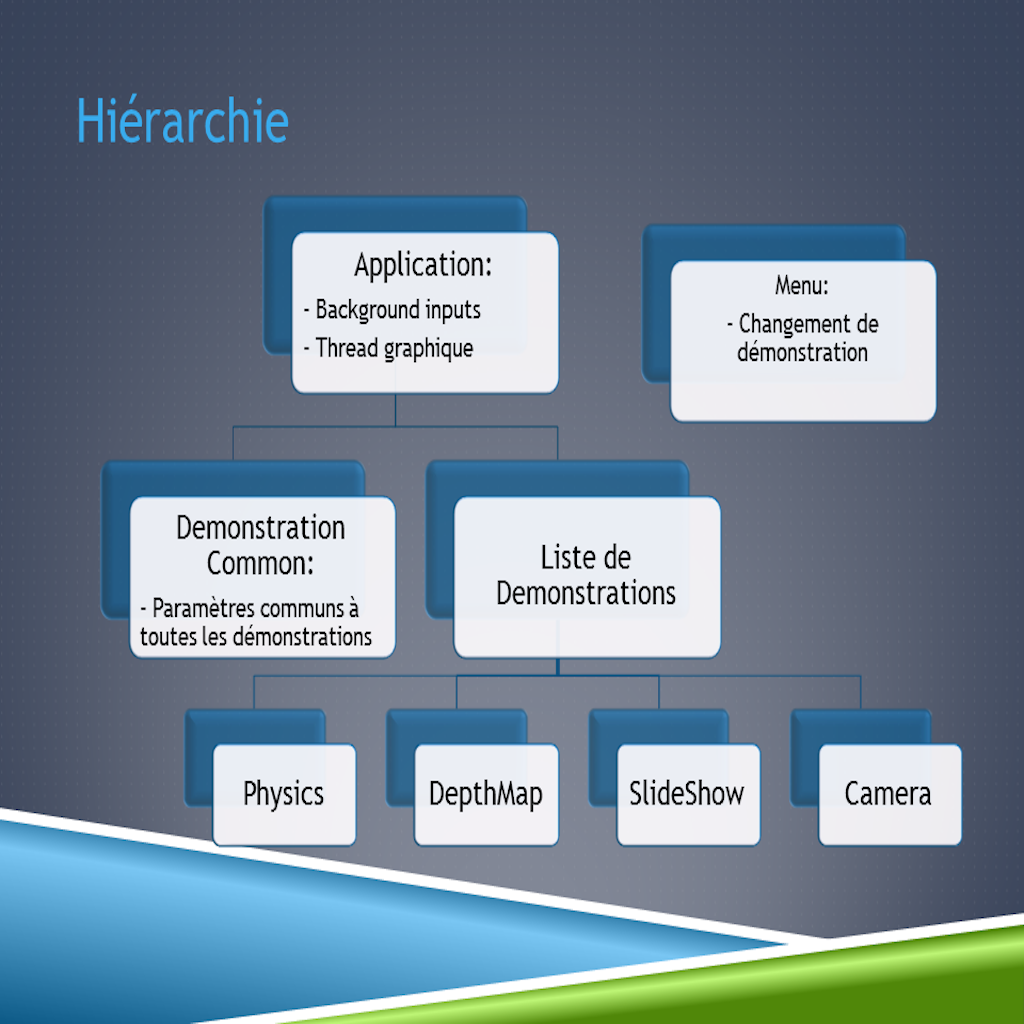 Hiérarchie
Application:
- Background inputs
- Thread graphique
Menu:
- Changement de
démonstration
Demonstration
Common:
- Paramètres communs à
toutes les démonstrations
Liste de
Demonstrations
Physics
DepthMap
SlideShow
Camera